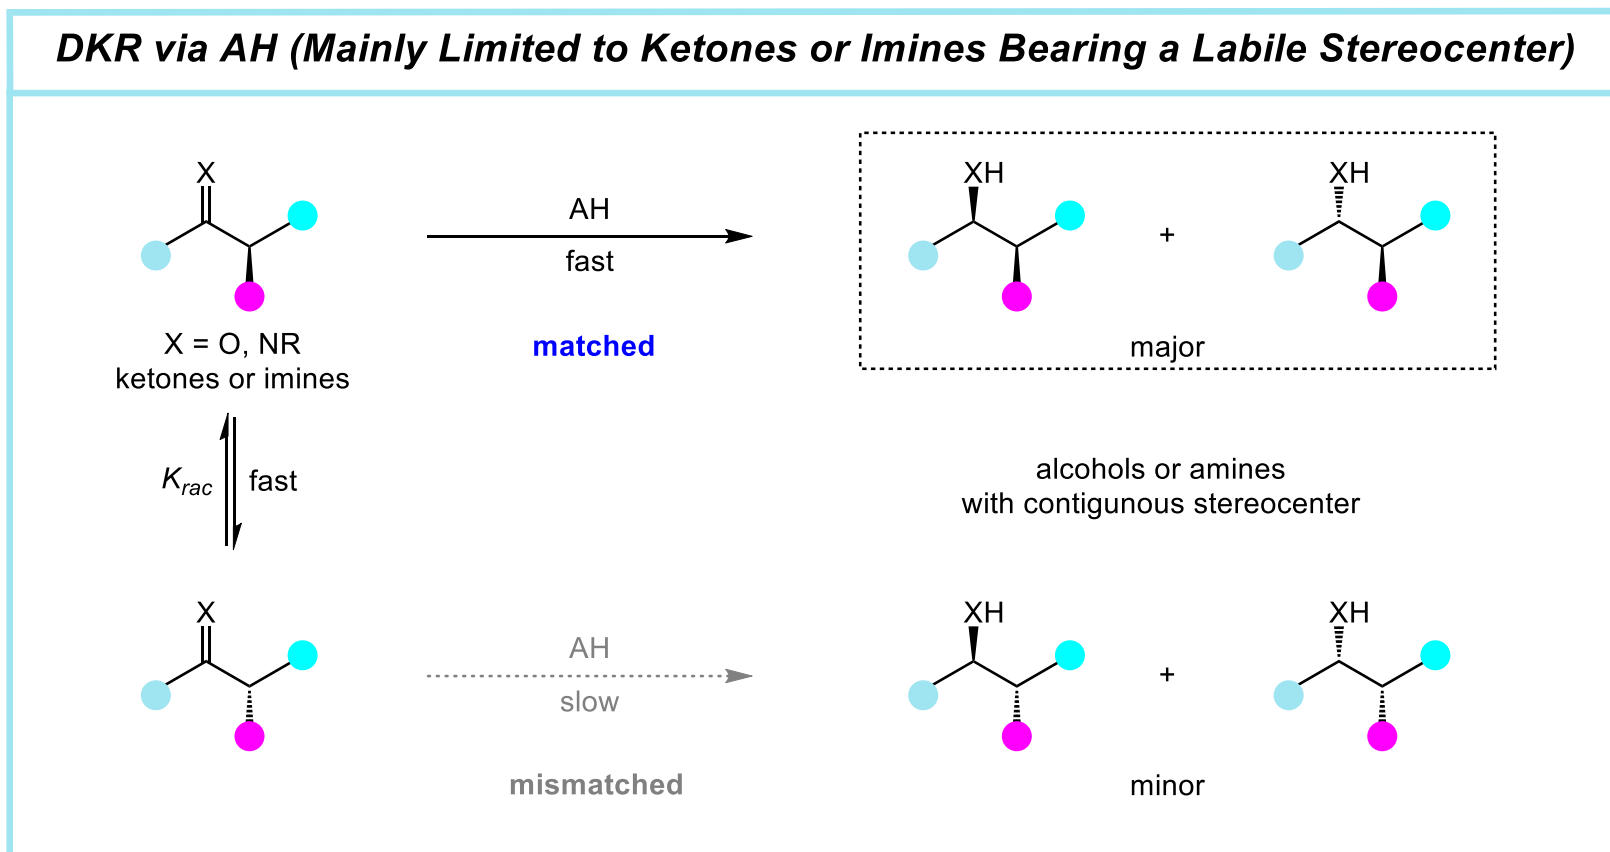 DKR via AH (Mainly Limited to Ketones or Imines Bearing a Labile Stereocenter)
X
AH
fast
matched
XH
+
XH
major
X = O, NR
ketones or imines
Krac
fast
alcohols or amines
with contigunous stereocenter
X
AH
slow
mismatched
XH
+
XH
minor